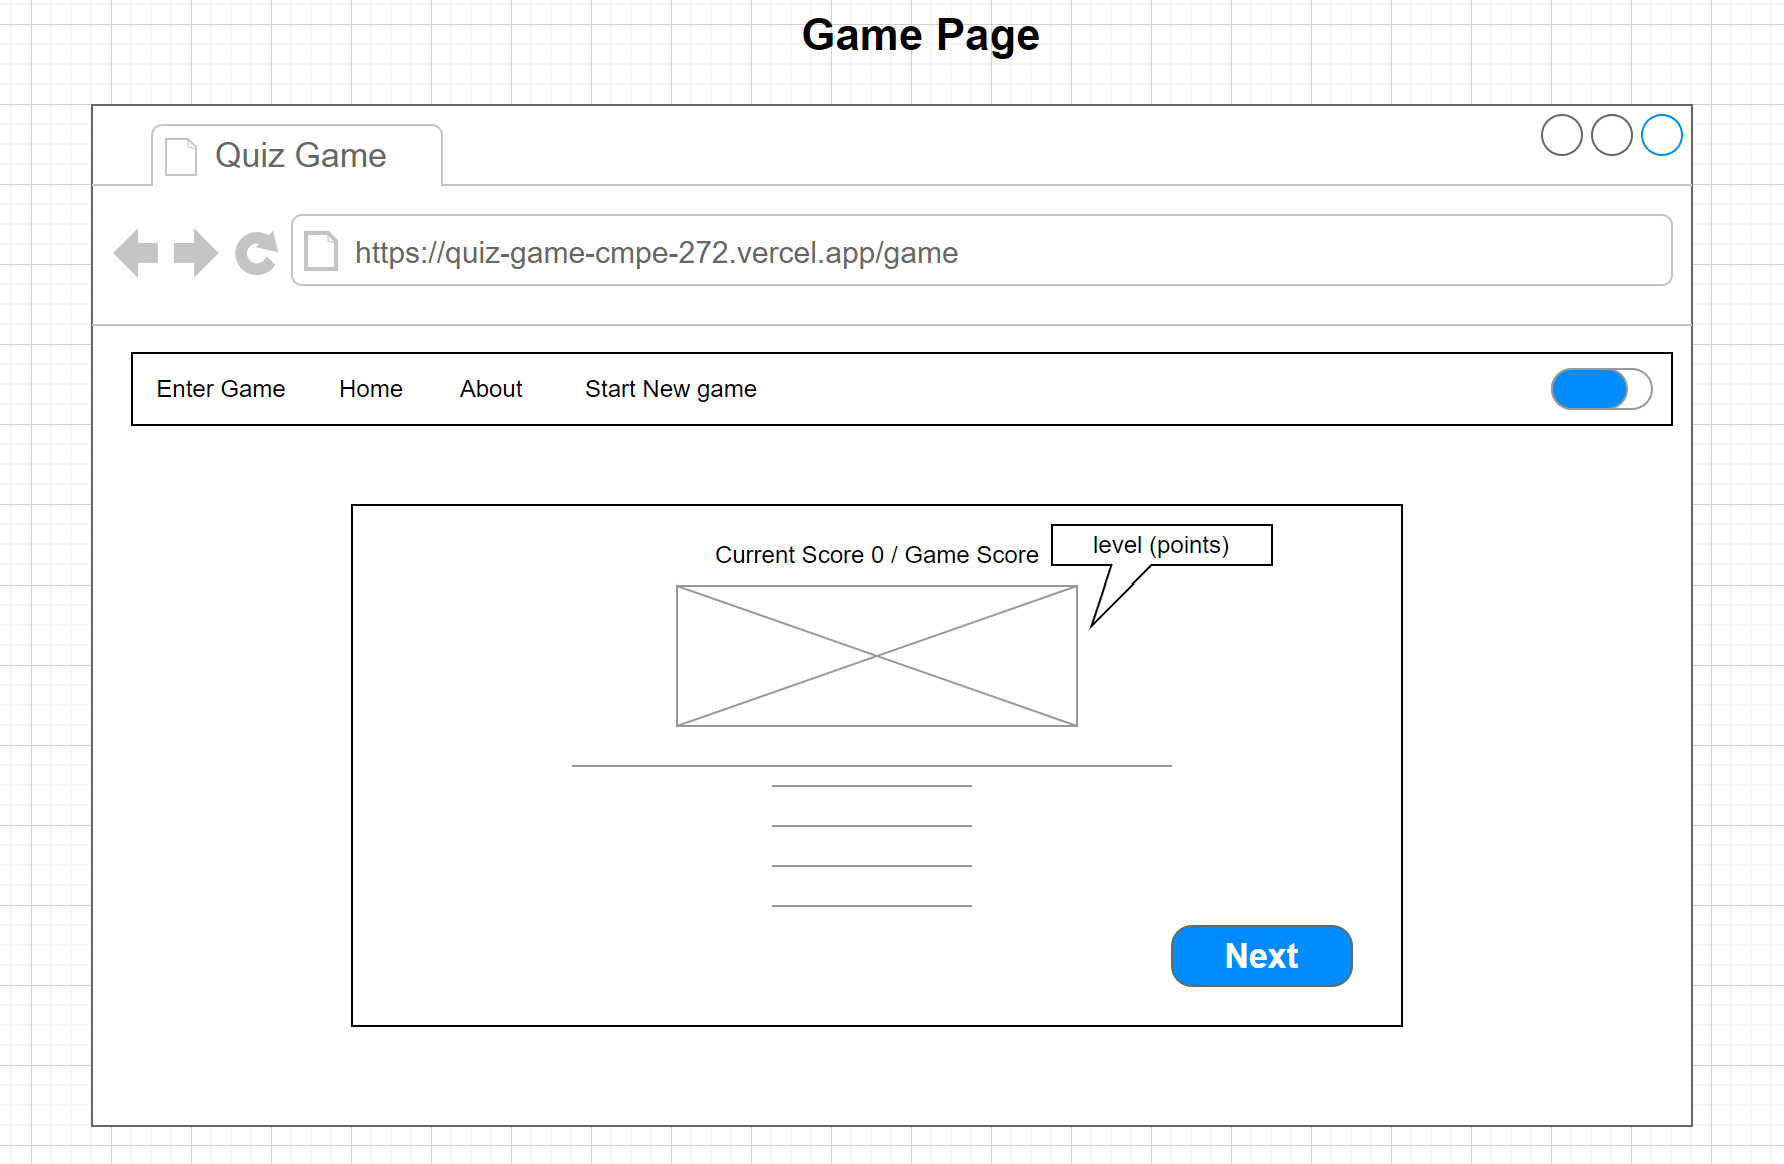 Game Page
Quiz Game
https://quiz-game-cmpe-272.vercel.app/game
Enter Game Home About Start New game
Current Score 0 / Game Score
level (points)
Next